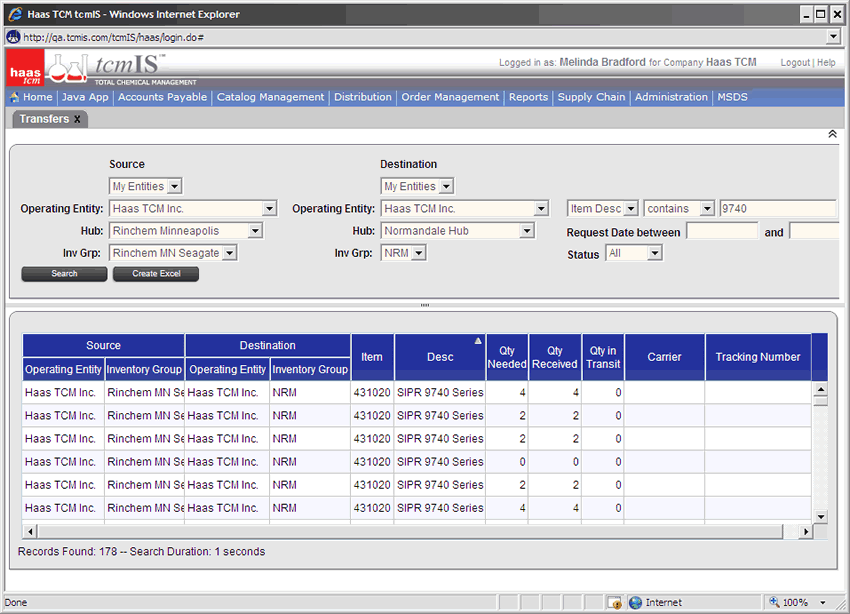 Haas TCM tcmIS - Windows Internet Explorer
http://qa.tcmis.com/tcmIS/haas/login.do#
haas tcm
tcmIS™
TOTAL CHEMICAL MANAGEMENT
Logged in as: Melinda Bradford for Company Haas TCM Logout | Help
Home Java App Accounts Payable Catalog Management Distribution Order Management Reports Supply Chain Administration MSDS
Transfers X
Source Destination
My Entities My Entities
Operating Entity: Haas TCM Inc. Operating Entity: Haas TCM Inc. Item Desc contains 9740
Hub: Rinchem Minneapolis Hub: Normandale Hub Request Date between and
Inv Grp: Rinchem MN Seagate Inv Grp: NRM Status All
Search Create Excel
Source Destination Item Desc Qty Needed Qty Received Qty in Transit Carrier Tracking Number
Operating Entity Inventory Group Operating Entity Inventory Group
Haas TCM Inc. Rinchem MN Se Haas TCM Inc. NRM 431020 SIPR 9740 Series 4 4 0
Haas TCM Inc. Rinchem MN Se Haas TCM Inc. NRM 431020 SIPR 9740 Series 2 2 0
Haas TCM Inc. Rinchem MN Se Haas TCM Inc. NRM 431020 SIPR 9740 Series 2 2 0
Haas TCM Inc. Rinchem MN Se Haas TCM Inc. NRM 431020 SIPR 9740 Series 0 0 0
Haas TCM Inc. Rinchem MN Se Haas TCM Inc. NRM 431020 SIPR 9740 Series 2 2 0
Haas TCM Inc. Rinchem MN Se Haas TCM Inc. NRM 431020 SIPR 9740 Series 4 4 0
Records Found: 178 -- Search Duration: 1 seconds
Done Internet 100%